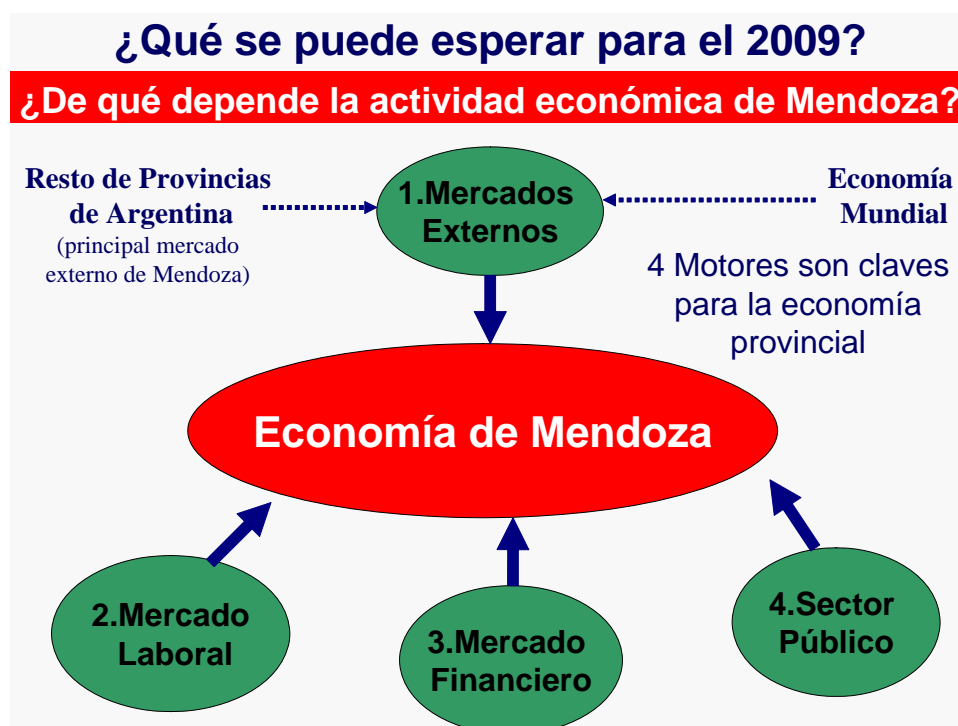 ¿Qué se puede esperar para el 2009?
¿De qué depende la actividad económica de Mendoza?
Resto de Provincias
de Argentina
(principal mercado
externo de Mendoza)
1.Mercados
Externos
Economía
Mundial
4 Motores son claves
para la economía
provincial
Economía de Mendoza
2.Mercado
Laboral
3.Mercado
Financiero
4.Sector
Público